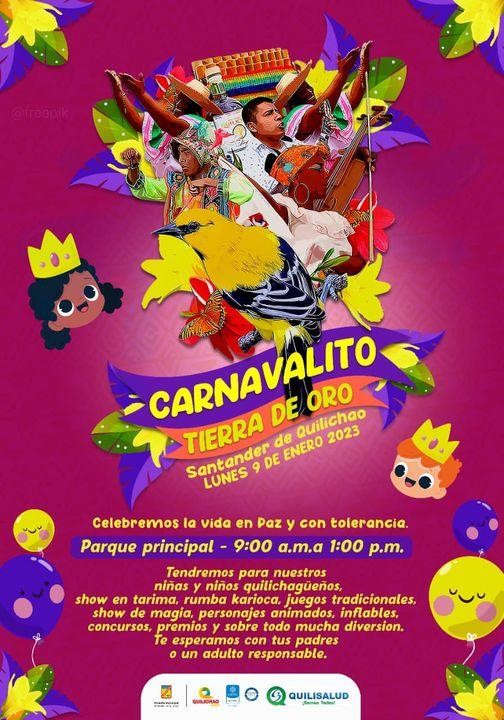 @freepik
CARNAVALITO
TIERRA DE ORO
Santander de Quilichao
LUNES 9 DE ENERO 2023
Celebremos la vida en Paz y con tolerancia.
Parque principal - 9:00 a.m.a 1:00 p.m.
Tendremos para nuestros
niñas y niños quilichagüeños,
show en tarima, rumba karioca, juegos tradicionales,
show de magia, personajes animados, inflables,
concursos, premios y sobre todo mucha diversion.
Te esperamos con tus padres
o un adulto responsable.
QUILICHAO
QUILISALUD
¡Somos Todos!